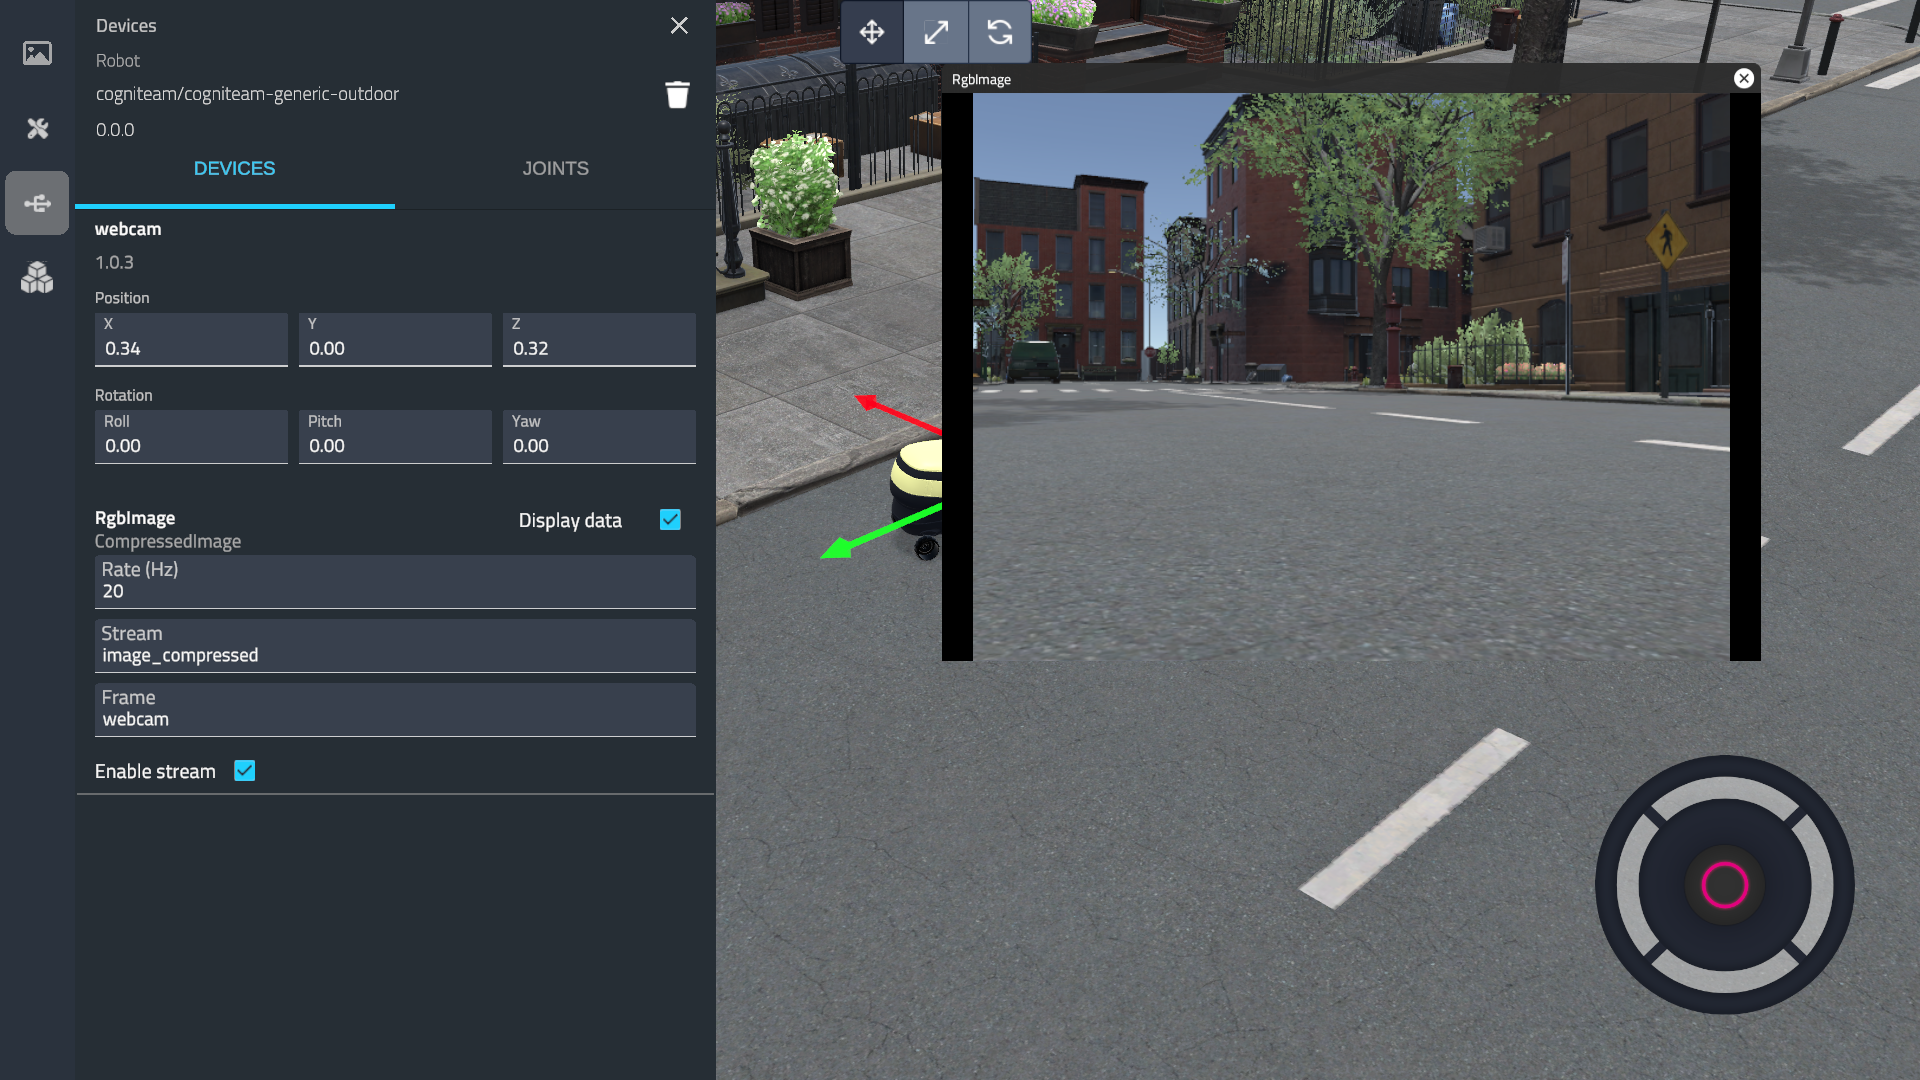 Devices
Robot
cogniteam/cogniteam-generic-outdoor
0.0.0
DEVICES
JOINTS
webcam
1.0.3
Position
X
0.34
Y
0.00
Z
0.32
Rotation
Roll
0.00
Pitch
0.00
Yaw
0.00
RgbImage
Display data
CompressedImage
Rate (Hz)
20
Stream
image_compressed
Frame
webcam
Enable stream
RgbImage